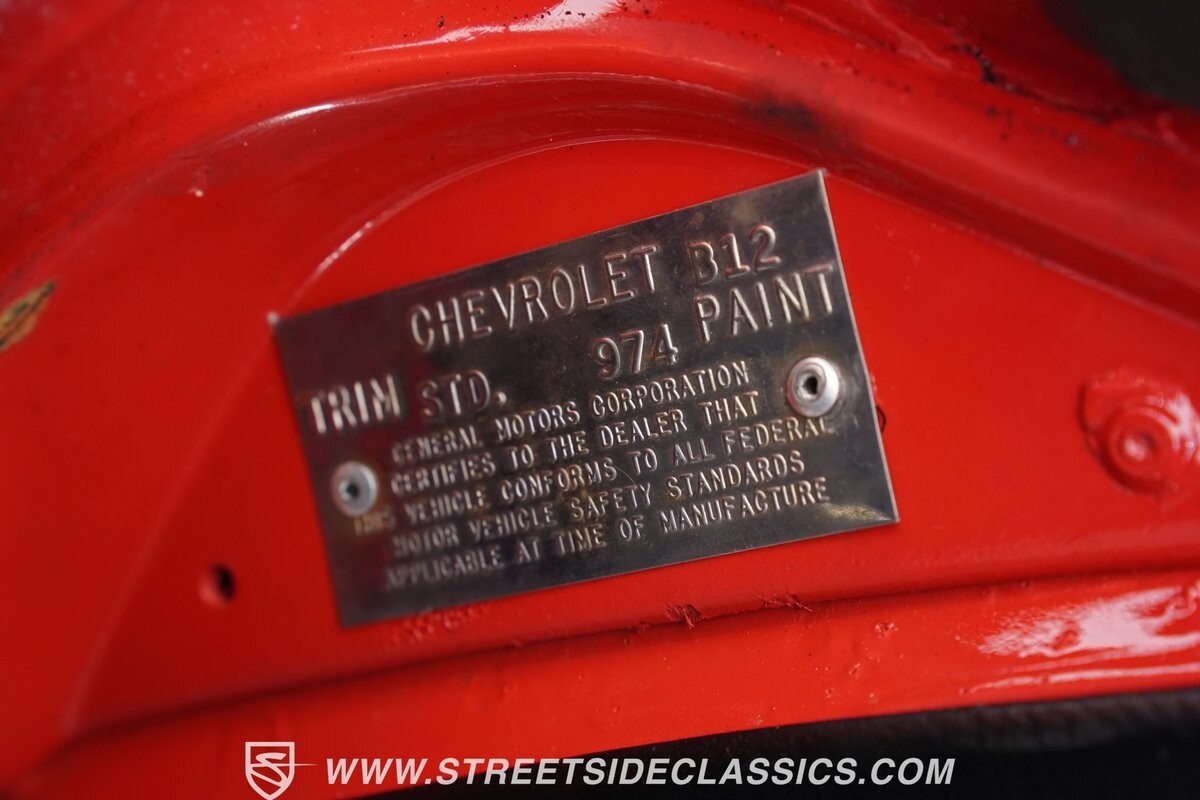 CHEVROLET B12
TRIM STD. 974 PAINT
GENERAL MOTORS CORPORATION
CERTIFIES TO THE DEALER THAT
THIS VEHICLE CONFORMS TO ALL FEDERAL
MOTOR VEHICLE SAFETY STANDARDS
APPLICABLE AT TIME OF MANUFACTURE
WWW.STREETSIDECLASSICS.COM